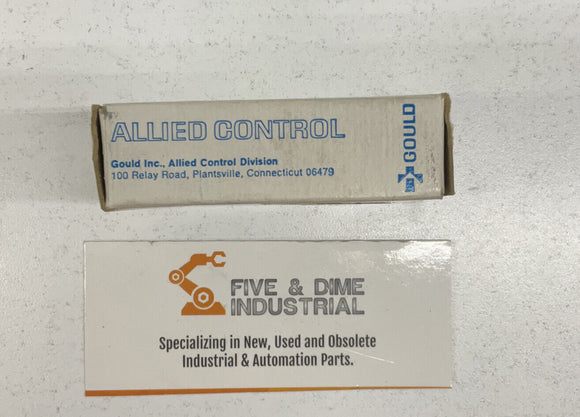 ALLIED CONTROL
Gould Inc., Allied Control Division
100 Relay Road, Plantsville, Connecticut 06479
GOULD
FIVE & DIME
INDUSTRIAL
Specializing in New, Used and Obsolete
Industrial & Automation Parts.